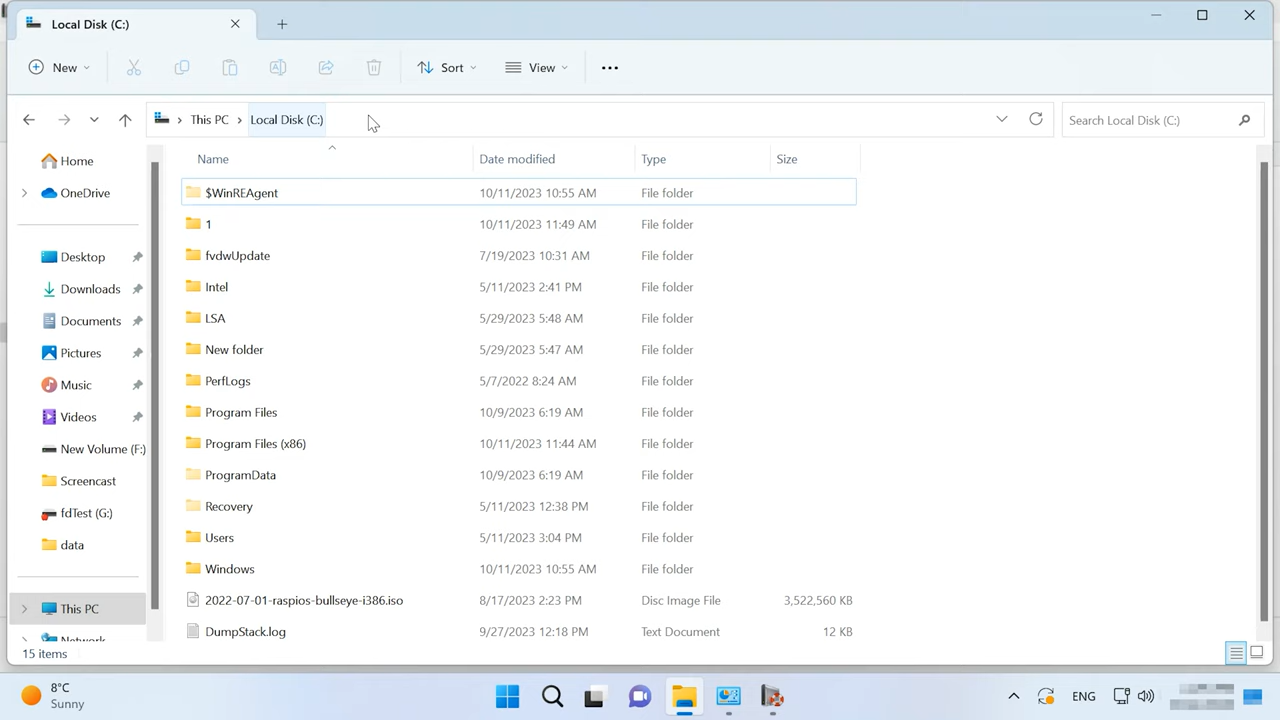 Local Disk (C:)
New
Sort
View
This PC
Local Disk (C:)
Search Local Disk (C:)
Home
OneDrive
Desktop
Downloads
Documents
Pictures
Music
Videos
New Volume (F:)
Screencast
fdTest (G:)
data
This PC
Network
Name Date modified Type Size
$WinREAgent 10/11/2023 10:55 AM File folder
1 10/11/2023 11:49 AM File folder
fvdwUpdate 7/19/2023 10:31 AM File folder
Intel 5/11/2023 2:41 PM File folder
LSA 5/29/2023 5:48 AM File folder
New folder 5/29/2023 5:47 AM File folder
PerfLogs 5/7/2022 8:24 AM File folder
Program Files 10/9/2023 6:19 AM File folder
Program Files (x86) 10/11/2023 11:44 AM File folder
ProgramData 10/9/2023 6:19 AM File folder
Recovery 5/11/2023 12:38 PM File folder
Users 5/11/2023 3:04 PM File folder
Windows 10/11/2023 10:55 AM File folder
2022-07-01-raspios-bullseye-i386.iso 8/17/2023 2:23 PM Disc Image File 3,522,560 KB
DumpStack.log 9/27/2023 12:18 PM Text Document 12 KB
15 items
8°C
Sunny
ENG